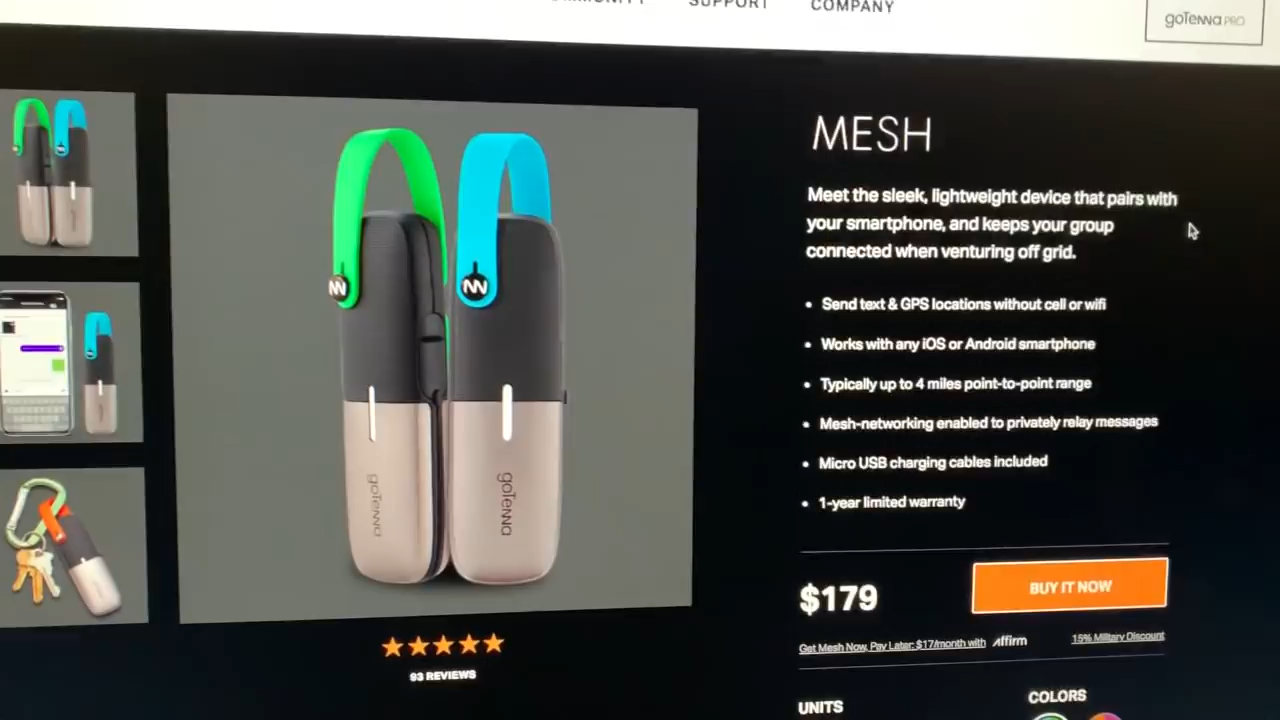 SUPPORT
COMPANY
goTenna PRO
MESH
Meet the sleek, lightweight device that pairs with
your smartphone, and keeps your group
connected when venturing off grid.
• Send text & GPS locations without cell or wifi
• Works with any iOS or Android smartphone
• Typically up to 4 miles point-to-point range
• Mesh-networking enabled to privately relay messages
• Micro USB charging cables included
• 1-year limited warranty
goTenna
goTenna
$179
BUY IT NOW
Get Mesh Now, Pay Later: $17/month with affirm
15% Military Discount
93 REVIEWS
UNITS
COLORS